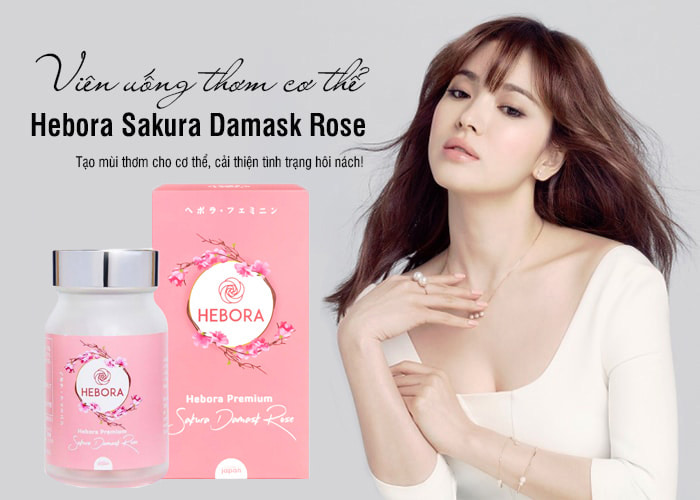 Viên uống thơm cơ thể
Hebora Sakura Damask Rose
Tạo mùi thơm cho cơ thể, cải thiện tình trạng hôi nách!
ヘボラ・フェミニン
HEBORA
Hebora Premium
Sakura Damask Rose
japan
HEBORA
Hebora Premium
Sakura Damask Rose